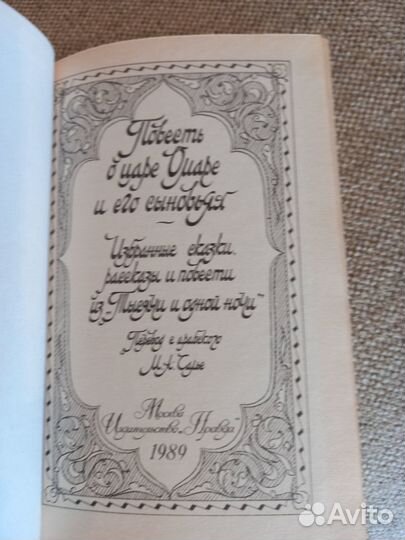 Повесть
о царе Омаре
и его сыновьях
Избранные сказки,
рассказы и повести
из „Тысячи и одной ночи"
Перевод с арабского
М. А. Салье
Москва
Издательство „Правда"
1989
Avito